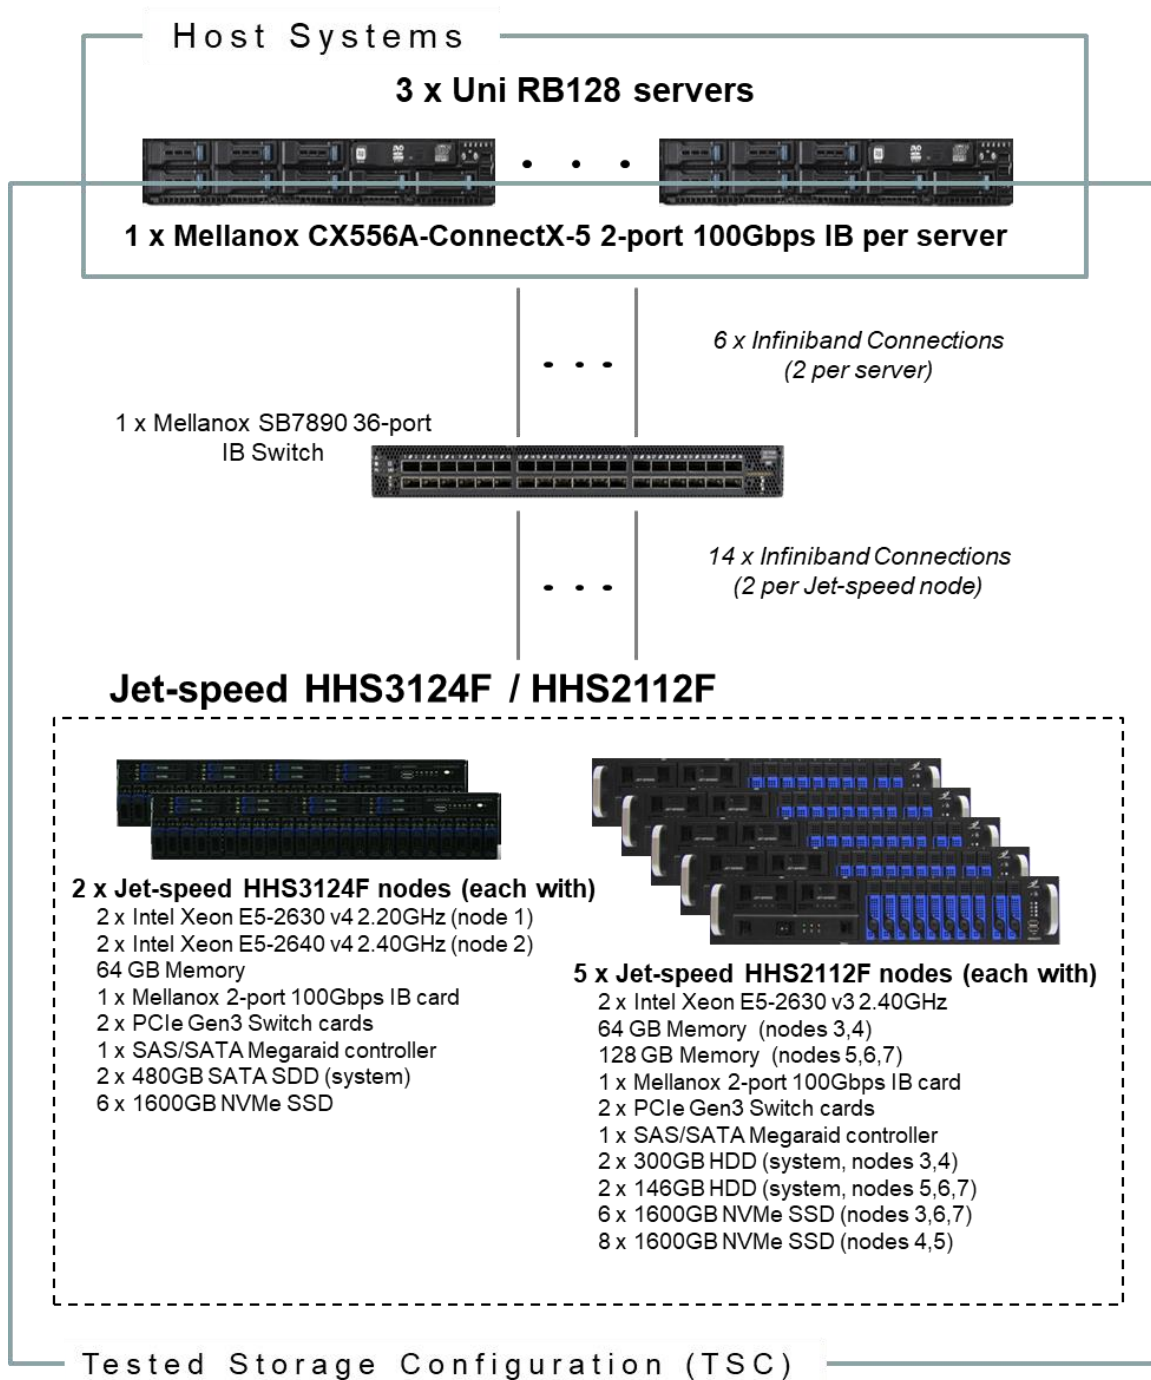 Host Systems
3 x Uni RB128 servers
1 x Mellanox CX556A-ConnectX-5 2-port 100Gbps IB per server
6 x Infiniband Connections
(2 per server)
1 x Mellanox SB7890 36-port
IB Switch
14 x Infiniband Connections
(2 per Jet-speed node)
Jet-speed HHS3124F / HHS2112F
2 x Jet-speed HHS3124F nodes (each with)
2 x Intel Xeon E5-2630 v4 2.20GHz (node 1)
2 x Intel Xeon E5-2640 v4 2.40GHz (node 2)
64 GB Memory
1 x Mellanox 2-port 100Gbps IB card
2 x PCIe Gen3 Switch cards
1 x SAS/SATA Megaraid controller
2 x 480GB SATA SDD (system)
6 x 1600GB NVMe SSD
5 x Jet-speed HHS2112F nodes (each with)
2 x Intel Xeon E5-2630 v3 2.40GHz
64 GB Memory (nodes 3,4)
128 GB Memory (nodes 5,6,7)
1 x Mellanox 2-port 100Gbps IB card
2 x PCIe Gen3 Switch cards
1 x SAS/SATA Megaraid controller
2 x 300GB HDD (system, nodes 3,4)
2 x 146GB HDD (system, nodes 5,6,7)
6 x 1600GB NVMe SSD (nodes 3,6,7)
8 x 1600GB NVMe SSD (nodes 4,5)
Tested Storage Configuration (TSC)